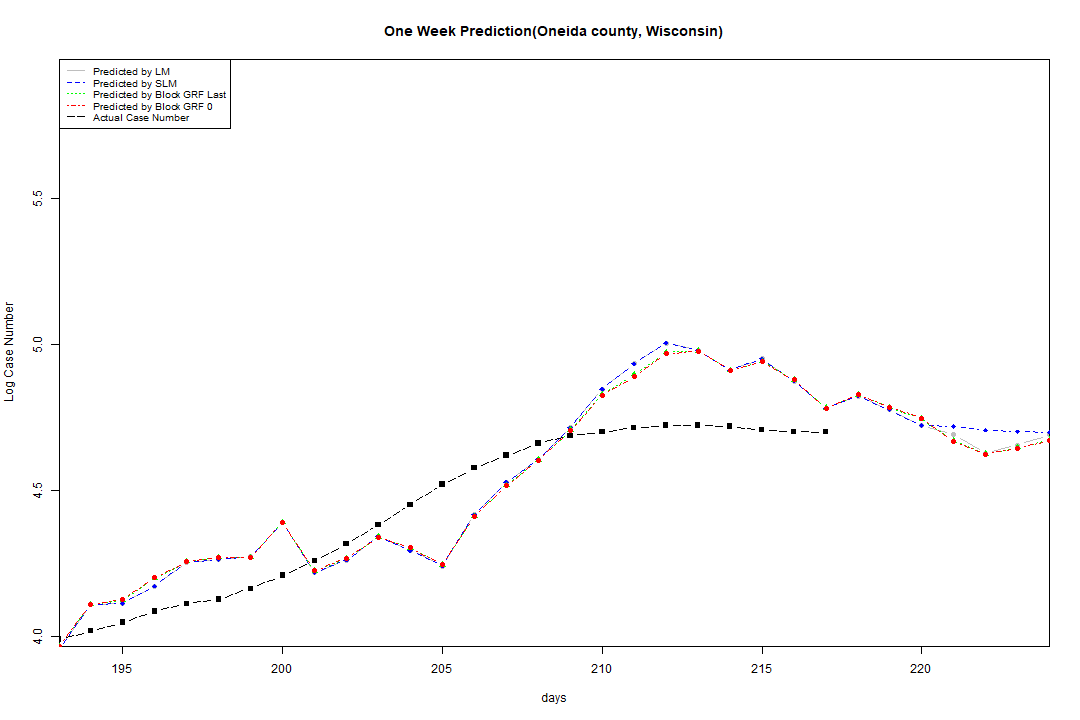 One Week Prediction(Oneida county, Wisconsin)
Predicted by LM
Predicted by SLM
Predicted by Block GRF Last
Predicted by Block GRF 0
Actual Case Number
5.5
5.0
4.5
4.0
Log Case Number
195 200 205 210 215 220
days